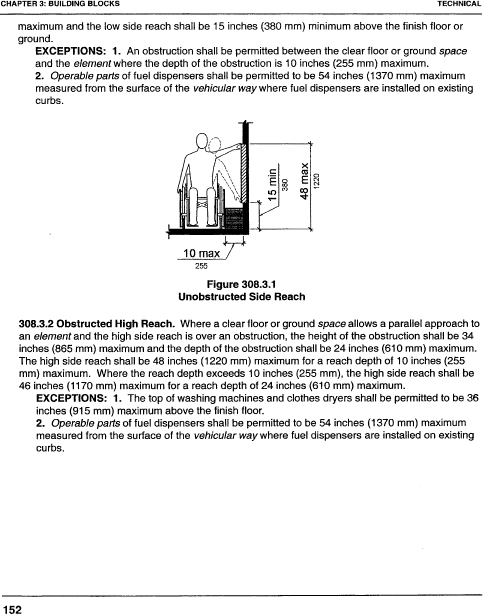 CHAPTER 3: BUILDING BLOCKS TECHNICAL
maximum and the low side reach shall be 15 inches (380 mm) minimum above the finish floor or
ground.
EXCEPTIONS: 1. An obstruction shall be permitted between the clear floor or ground space
and the element where the depth of the obstruction is 10 inches (255 mm) maximum.
2. Operable parts of fuel dispensers shall be permitted to be 54 inches (1370 mm) maximum
measured from the surface of the vehicular way where fuel dispensers are installed on existing
curbs.
15 min
380
48 max
1220
10 max
255
Figure 308.3.1
Unobstructed Side Reach
308.3.2 Obstructed High Reach. Where a clear floor or ground space allows a parallel approach to
an element and the high side reach is over an obstruction, the height of the obstruction shall be 34
inches (865 mm) maximum and the depth of the obstruction shall be 24 inches (610 mm) maximum.
The high side reach shall be 48 inches (1220 mm) maximum for a reach depth of 10 inches (255
mm) maximum. Where the reach depth exceeds 10 inches (255 mm), the high side reach shall be
46 inches (1170 mm) maximum for a reach depth of 24 inches (610 mm) maximum.
EXCEPTIONS: 1. The top of washing machines and clothes dryers shall be permitted to be 36
inches (915 mm) maximum above the finish floor.
2. Operable parts of fuel dispensers shall be permitted to be 54 inches (1370 mm) maximum
measured from the surface of the vehicular way where fuel dispensers are installed on existing
curbs.
152